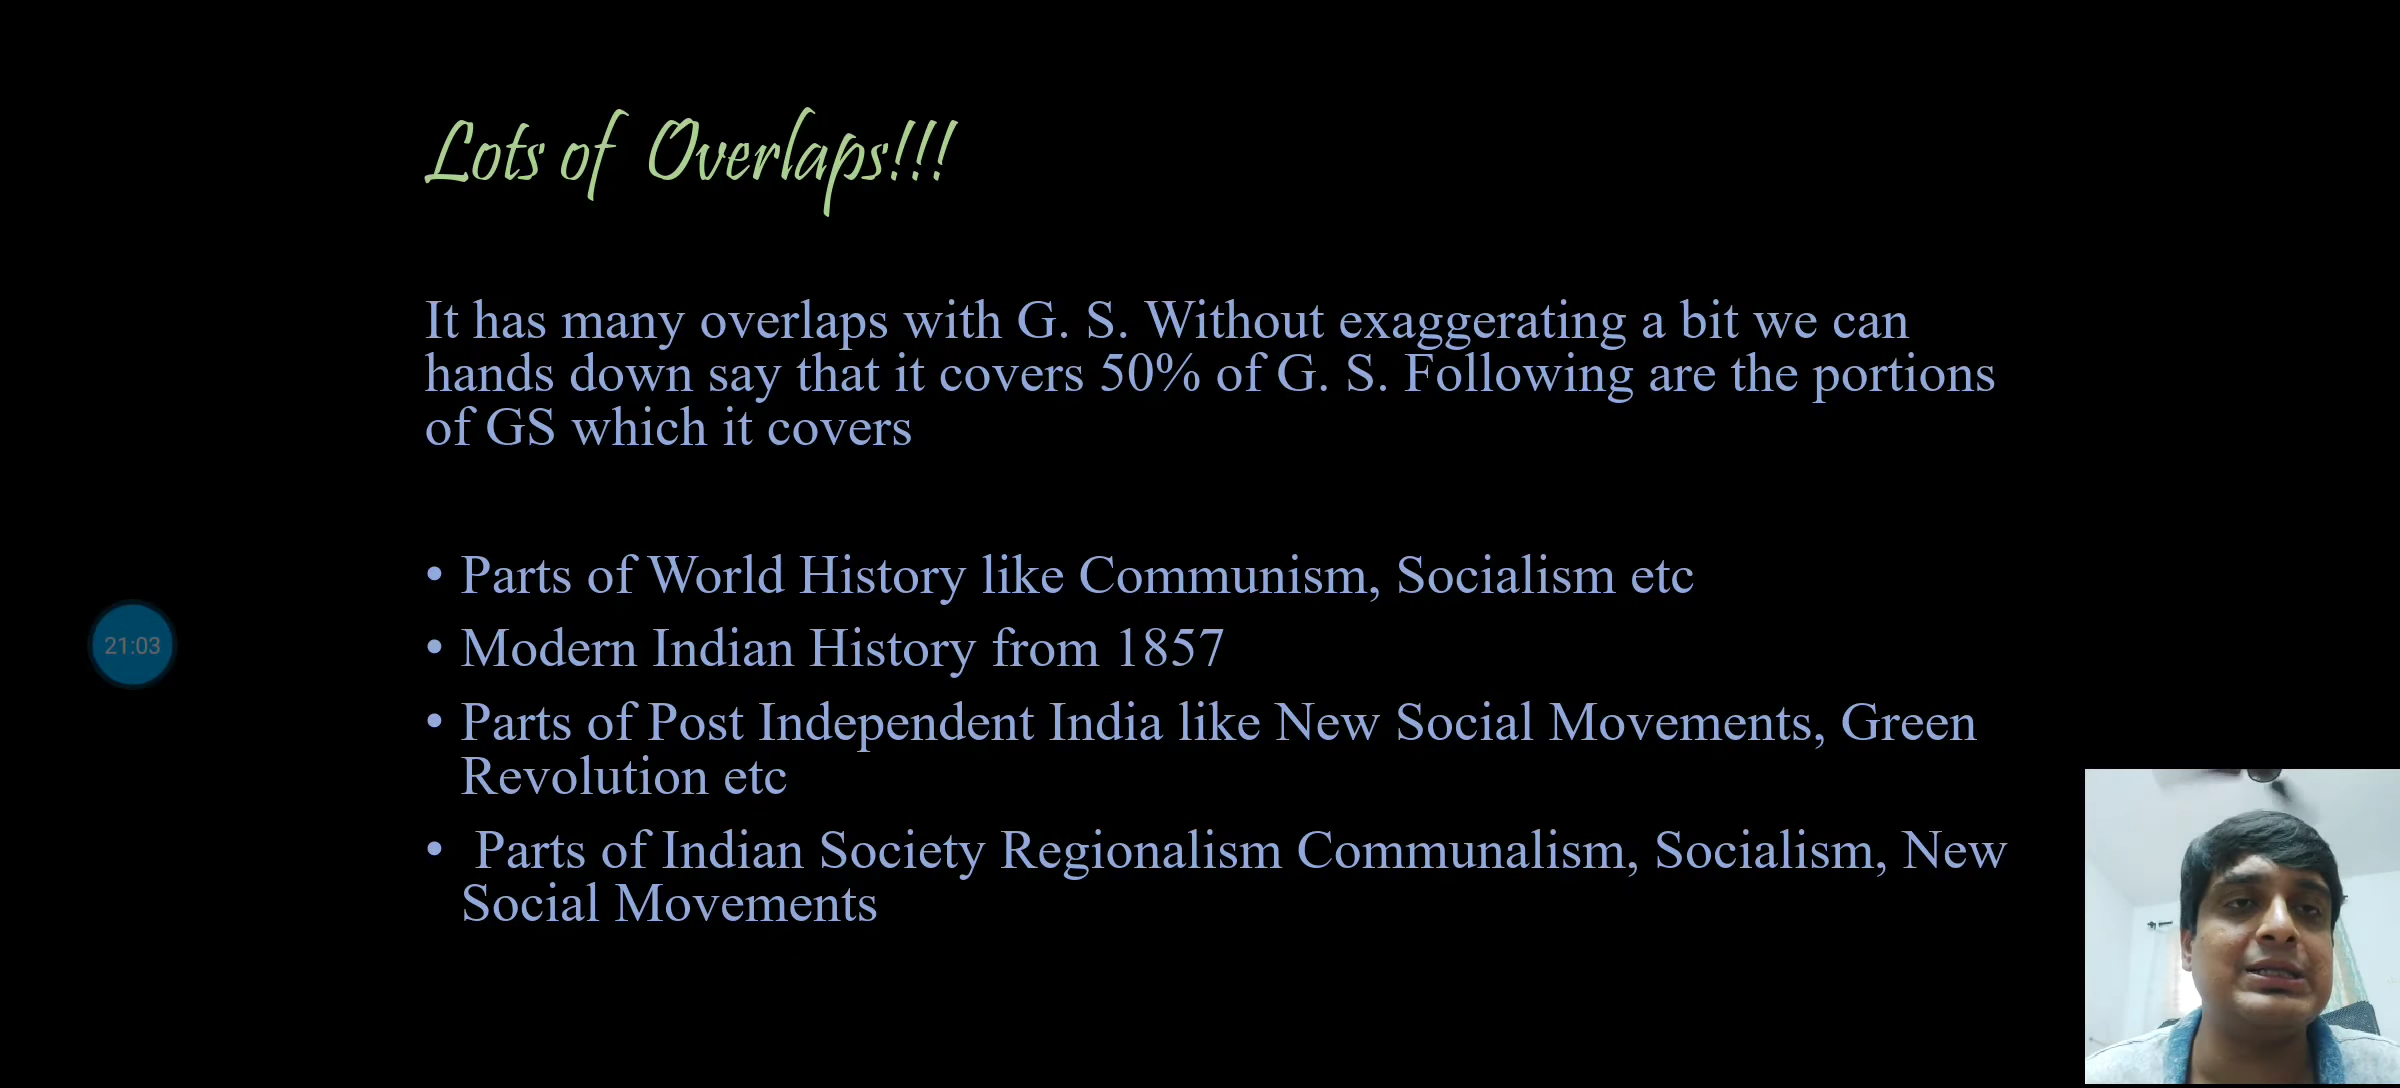 Lots of Overlaps!!!
It has many overlaps with G. S. Without exaggerating a bit we can
hands down say that it covers 50% of G. S. Following are the portions
of GS which it covers
• Parts of World History like Communism, Socialism etc
• Modern Indian History from 1857
• Parts of Post Independent India like New Social Movements, Green
Revolution etc
• Parts of Indian Society Regionalism Communalism, Socialism, New
Social Movements
21:03